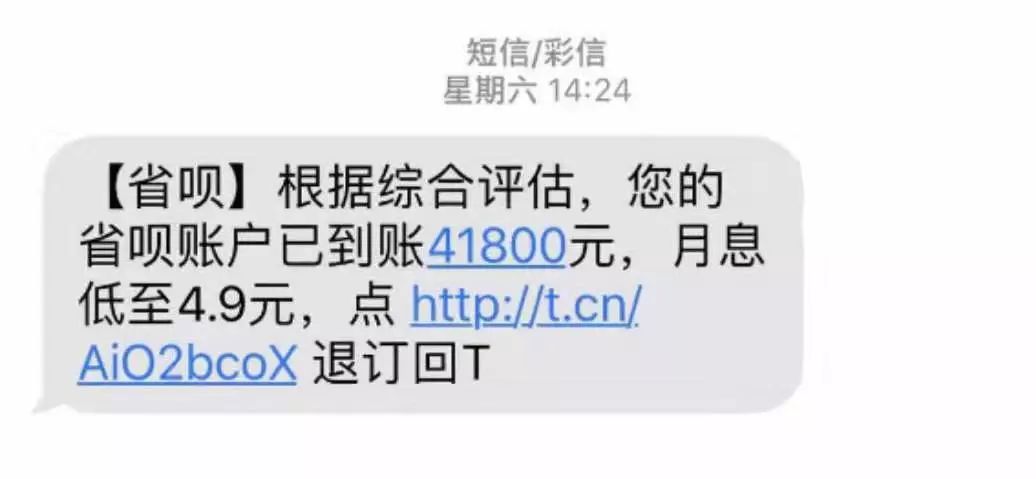 短信/彩信
星期六 14:24
【省呗】根据综合评估，您的
省呗账户已到账41800元，月息
低至4.9元，点 http://t.cn/
AiO2bcoX 退订回T